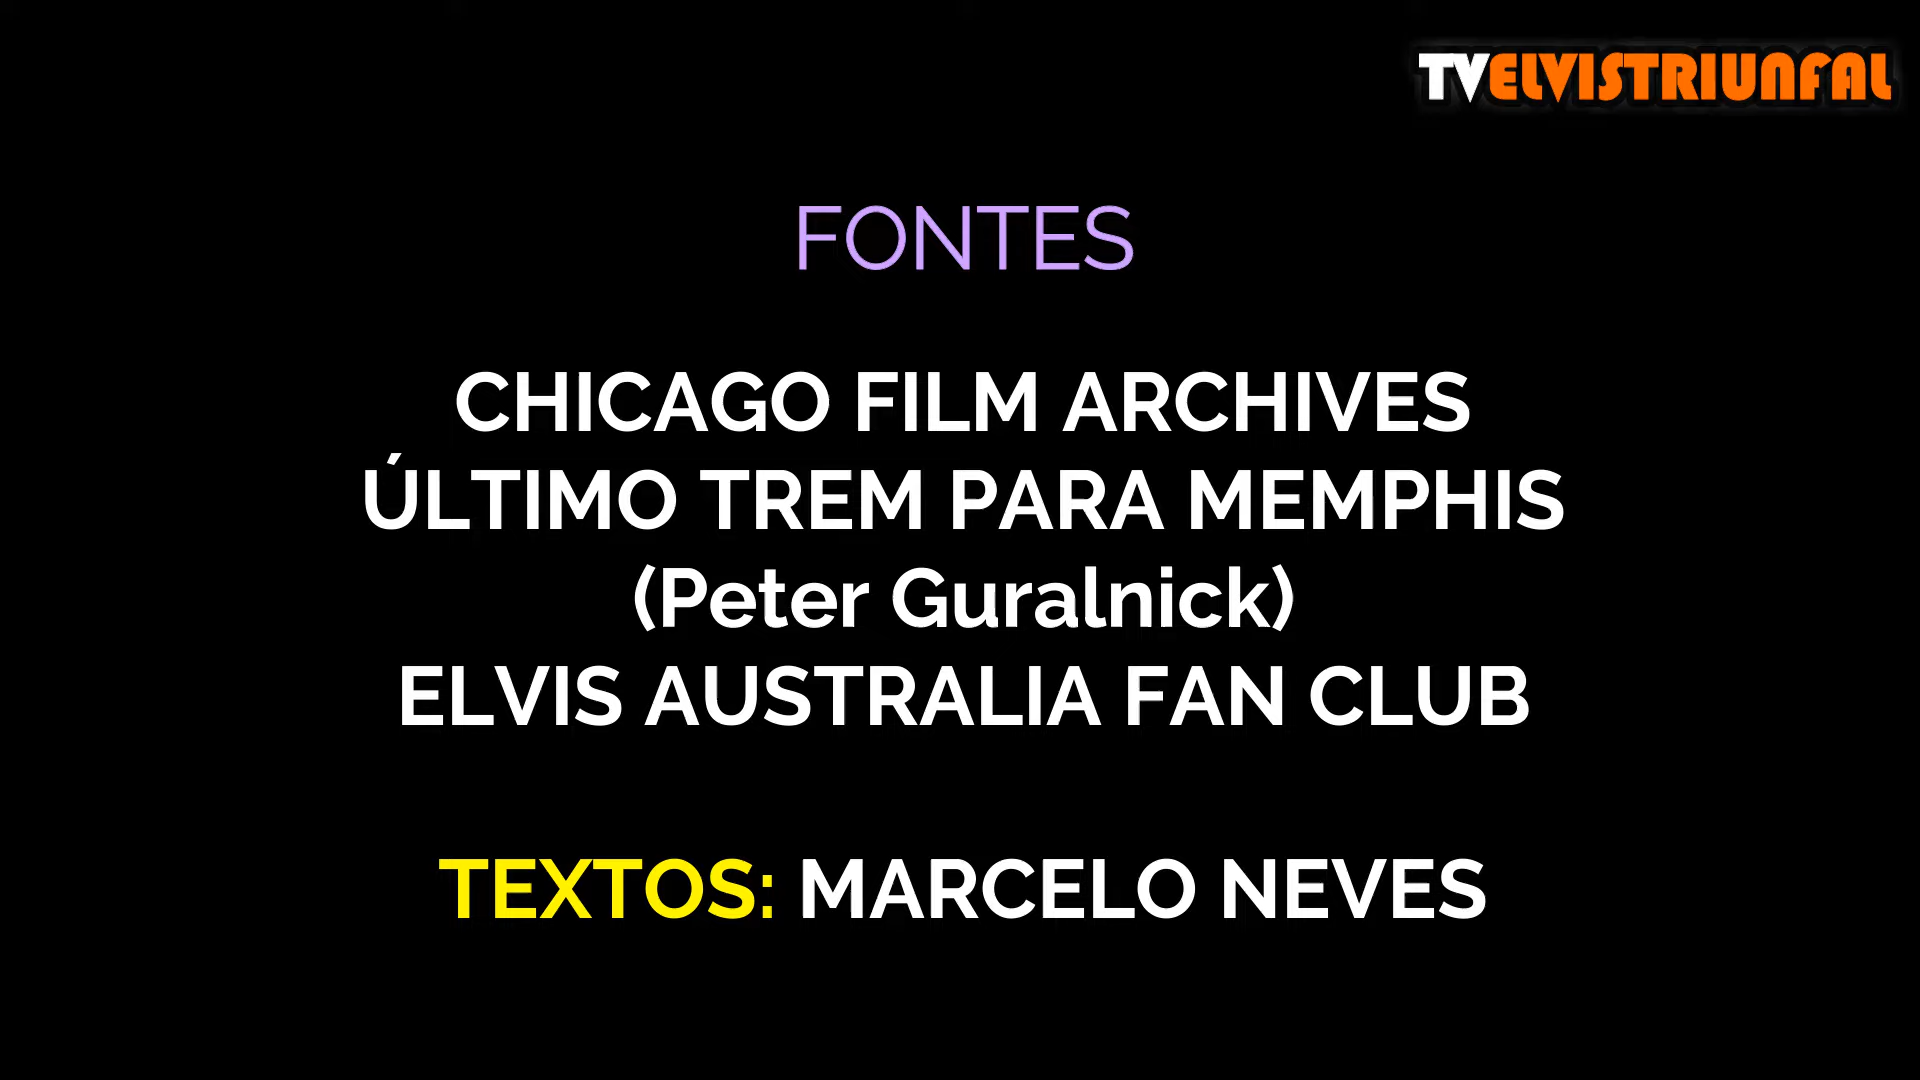 TVELVISTRIUNFAL
FONTES
CHICAGO FILM ARCHIVES
ÚLTIMO TREM PARA MEMPHIS
(Peter Guralnick)
ELVIS AUSTRALIA FAN CLUB
TEXTOS: MARCELO NEVES